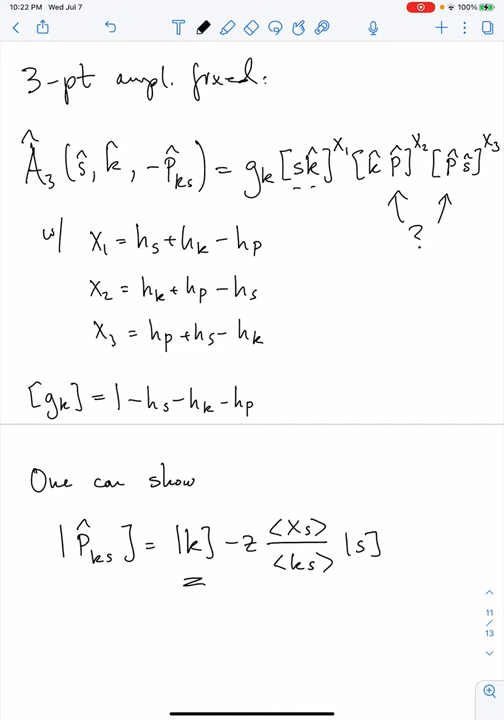 10:22 PM Wed Jul 7
100%
3-pt ampl. fixed:
Â₃ (ŝ, k̂, -P̂ₖₛ) = gₖ [s k̂]^{x₁} [k̂ p̂]^{x₂} [p̂ ŝ]^{x₃}
?
w/ x₁ = hₛ + hₖ - hₚ
x₂ = hₖ + hₚ - hₛ
x₃ = hₚ + hₛ - hₖ
[gₖ] = 1 - hₛ - hₖ - hₚ
One can show
|P̂ₖₛ] = |k] - z <Xs>/<ks> |s]
11
/
13